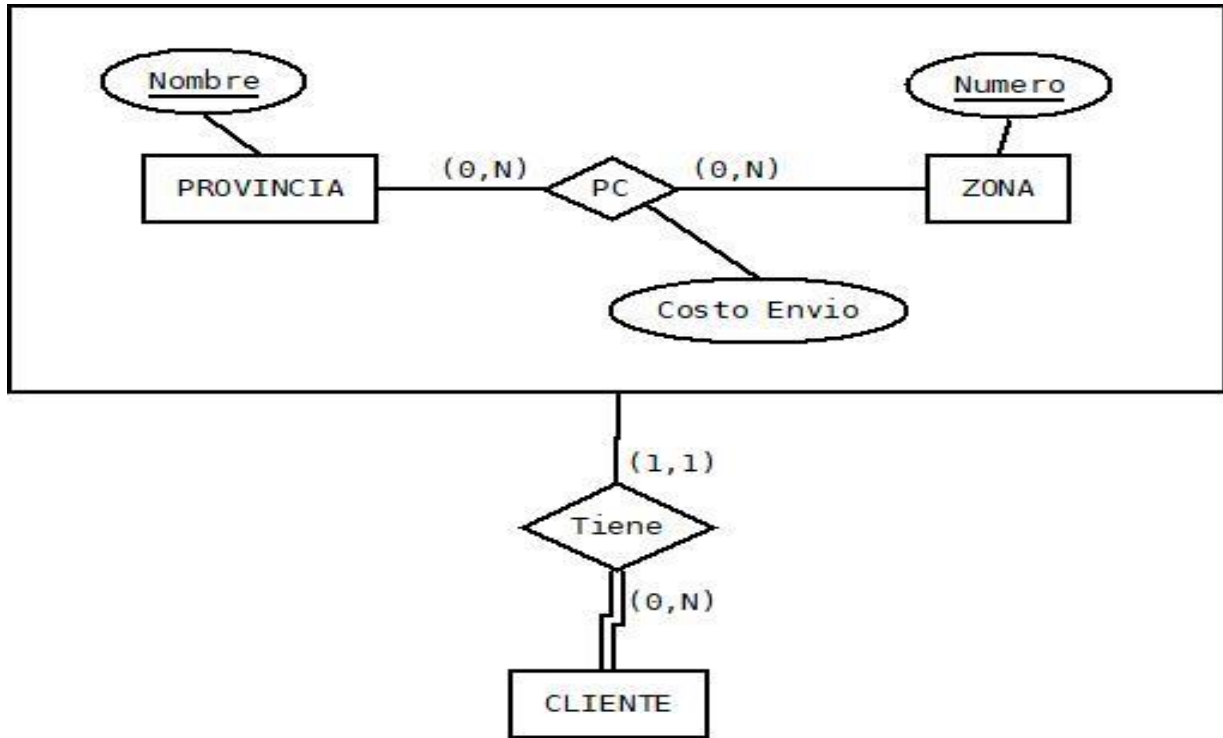 Nombre
Numero
PROVINCIA
(0,N)
PC
(0,N)
ZONA
Costo Envio
(1,1)
Tiene
(0,N)
CLIENTE